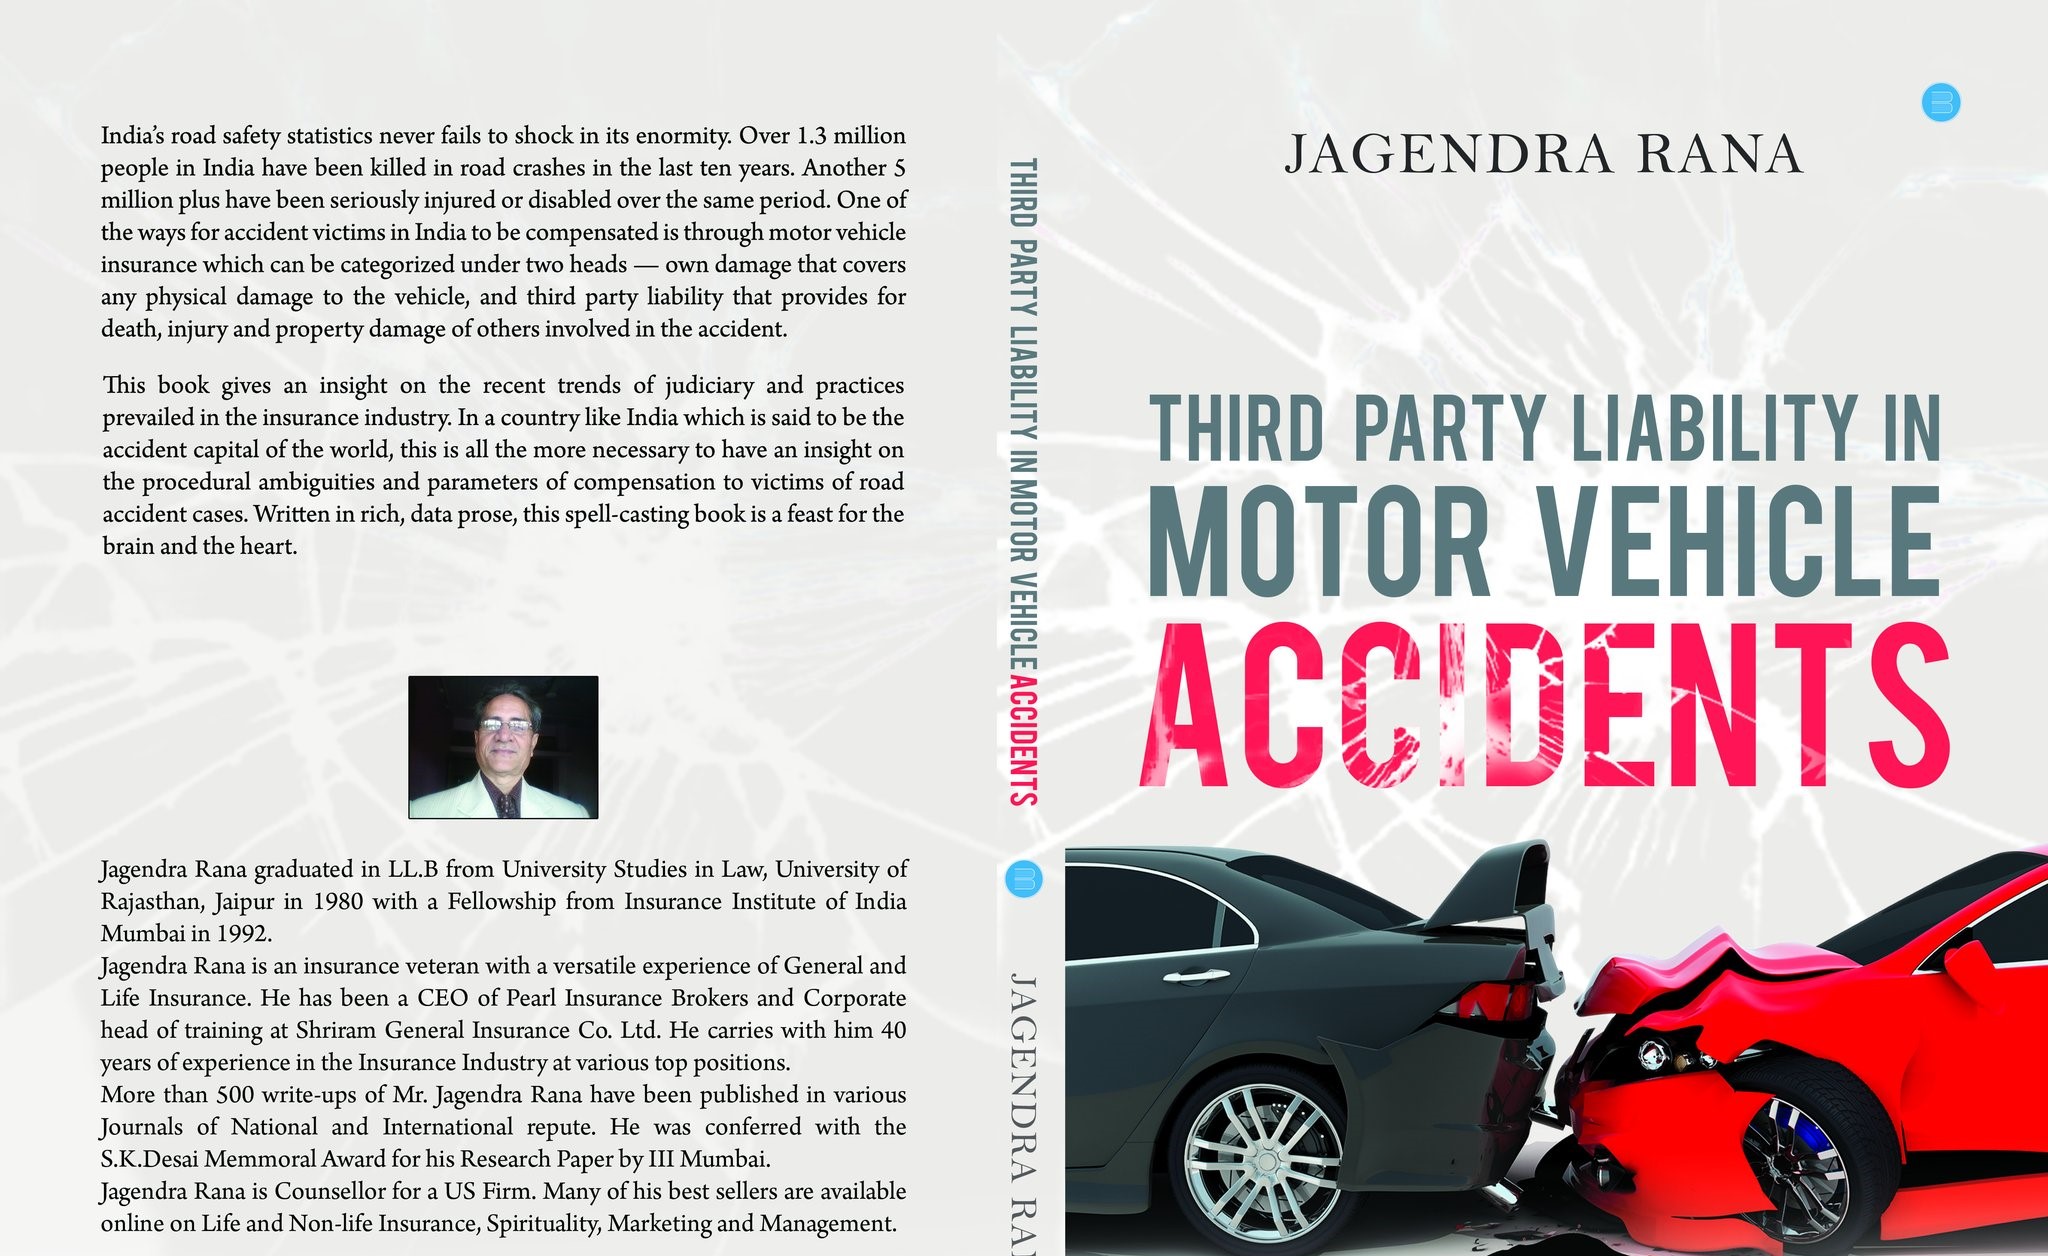 India's road safety statistics never fails to shock in its enormity. Over 1.3 million
people in India have been killed in road crashes in the last ten years. Another 5
million plus have been seriously injured or disabled over the same period. One of
the ways for accident victims in India to be compensated is through motor vehicle
insurance which can be categorized under two heads — own damage that covers
any physical damage to the vehicle, and third party liability that provides for
death, injury and property damage of others involved in the accident.
This book gives an insight on the recent trends of judiciary and practices
prevailed in the insurance industry. In a country like India which is said to be the
accident capital of the world, this is all the more necessary to have an insight on
the procedural ambiguities and parameters of compensation to victims of road
accident cases. Written in rich, data prose, this spell-casting book is a feast for the
brain and the heart.
Jagendra Rana graduated in LL.B from University Studies in Law, University of
Rajasthan, Jaipur in 1980 with a Fellowship from Insurance Institute of India
Mumbai in 1992.
Jagendra Rana is an insurance veteran with a versatile experience of General and
Life Insurance. He has been a CEO of Pearl Insurance Brokers and Corporate
head of training at Shriram General Insurance Co. Ltd. He carries with him 40
years of experience in the Insurance Industry at various top positions.
More than 500 write-ups of Mr. Jagendra Rana have been published in various
Journals of National and International repute. He was conferred with the
S.K.Desai Memmoral Award for his Research Paper by III Mumbai.
Jagendra Rana is Counsellor for a US Firm. Many of his best sellers are available
online on Life and Non-life Insurance, Spirituality, Marketing and Management.
THIRD PARTY LIABILITY IN MOTOR VEHICLE ACCIDENTS
JAGENDRA RAN
JAGENDRA RANA
THIRD PARTY LIABILITY IN
MOTOR VEHICLE
ACCIDENTS